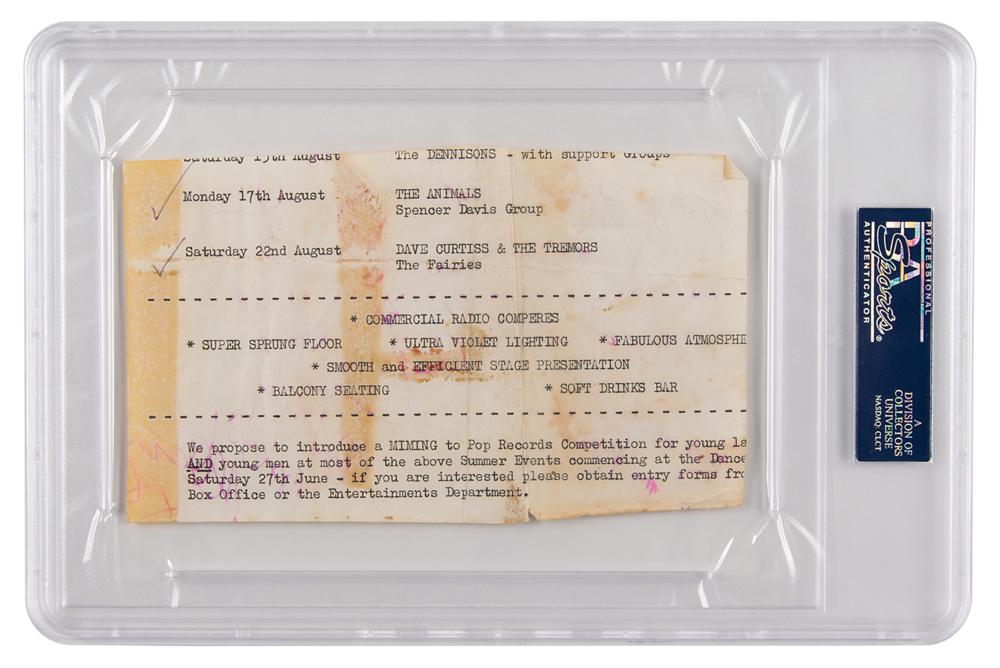 Saturday 15th August The DENNISONS - with support Groups
Monday 17th August THE ANIMALS
Spencer Davis Group
Saturday 22nd August DAVE CURTISS & THE TREMORS
The Fairies
* COMMERCIAL RADIO COMPERES
* SUPER SPRUNG FLOOR * ULTRA VIOLET LIGHTING * FABULOUS ATMOSPHE
* SMOOTH and EFFICIENT STAGE PRESENTATION
* BALCONY SEATING * SOFT DRINKS BAR
We propose to introduce a MIMING to Pop Records Competition for young la
AND young men at most of the above Summer Events commencing at the Dance
Saturday 27th June - if you are interested please obtain entry forms fro
Box Office or the Entertainments Department.
PROFESSIONAL
PSA
Sports®
AUTHENTICATOR
A
DIVISION OF
COLLECTORS
UNIVERSE
NASDAQ: CLCT